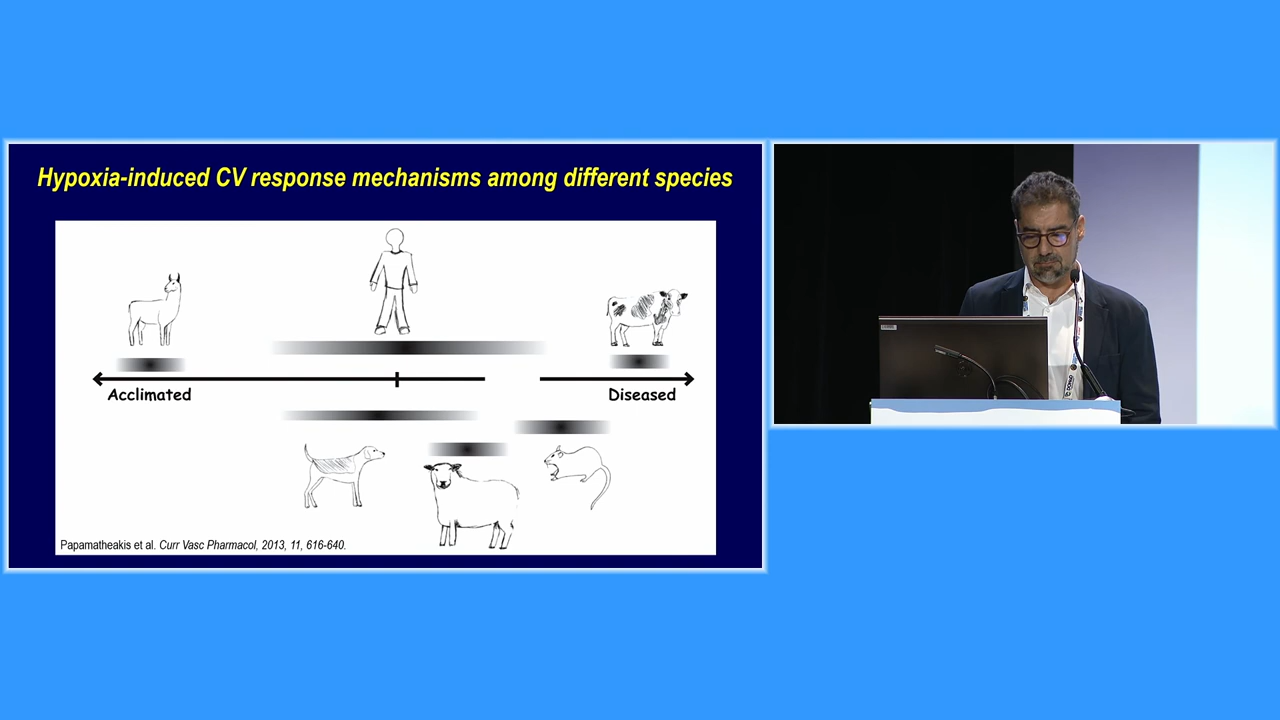 Hypoxia-induced CV response mechanisms among different species
Acclimated
Diseased
Papamatheakis et al. Curr Vasc Pharmacol, 2013, 11, 616-640.